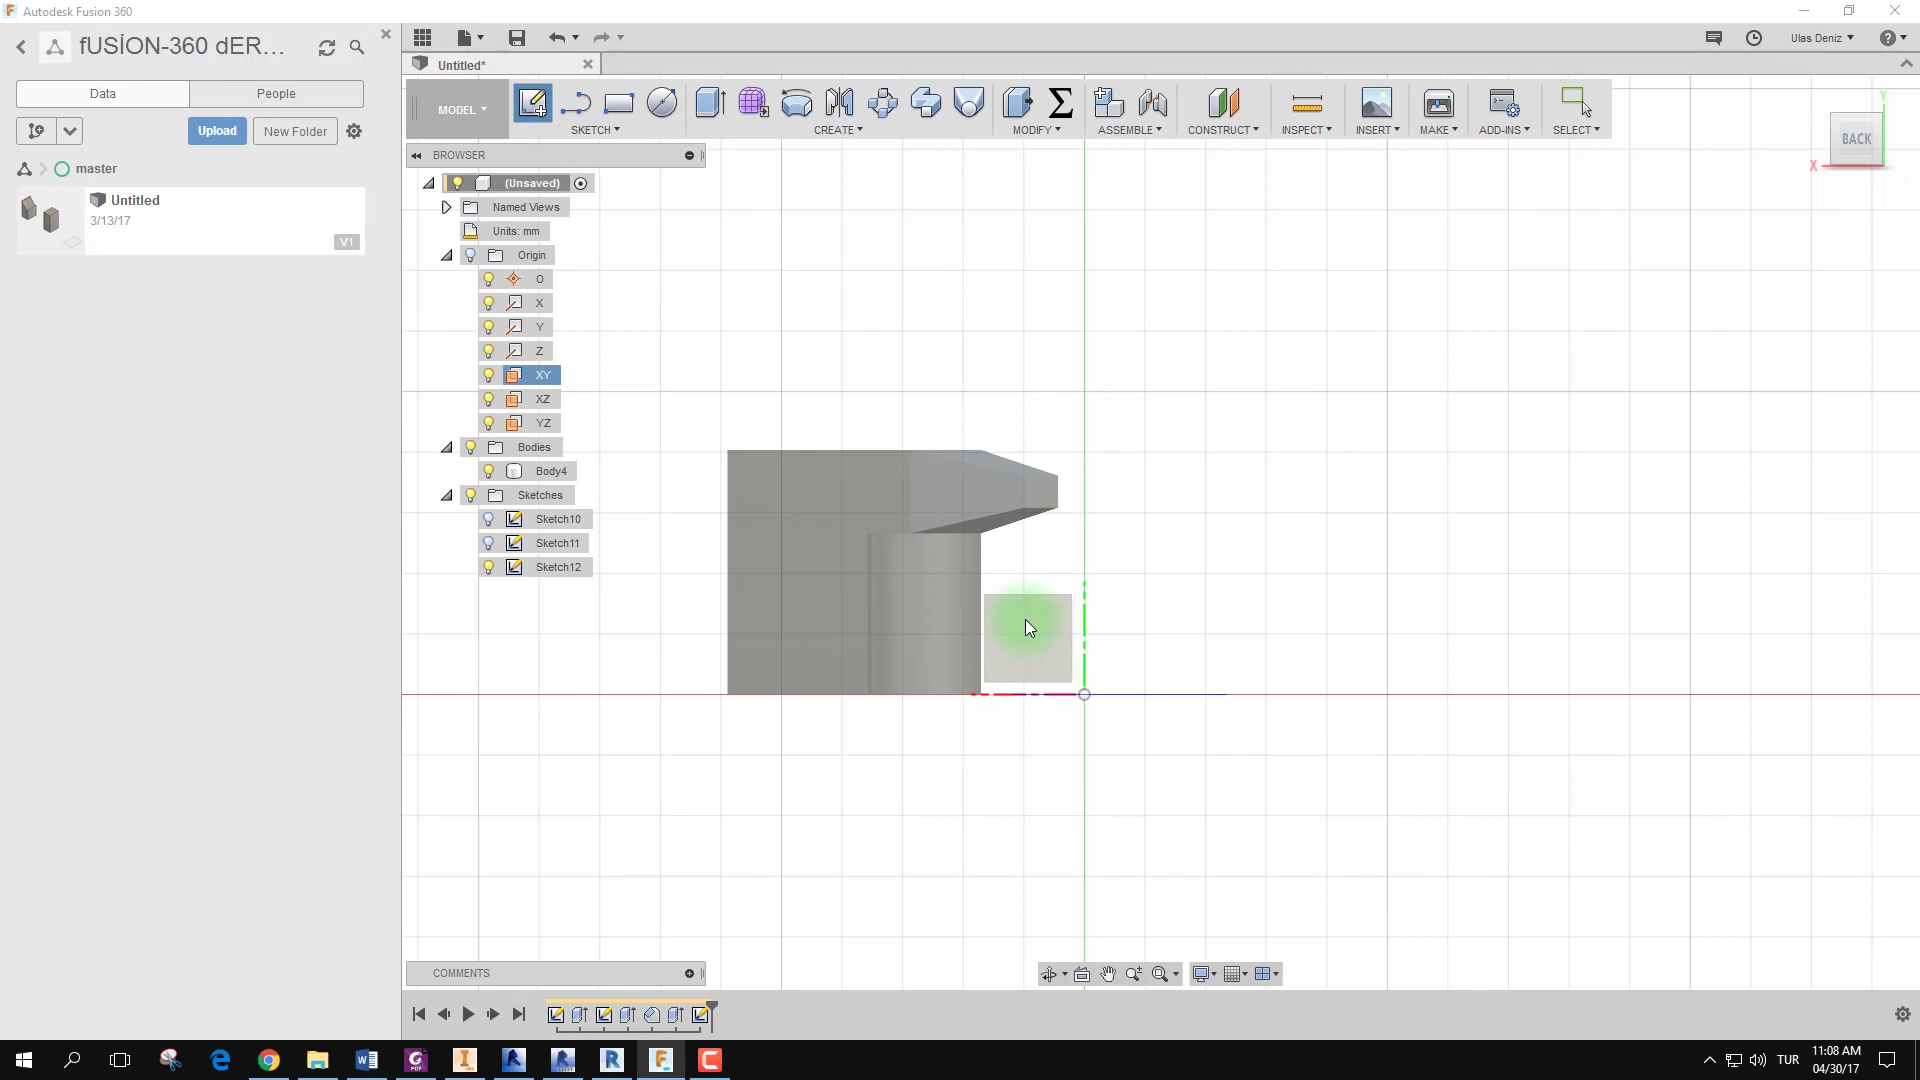 Autodesk Fusion 360
fUSİON-360 dER...
Ulas Deniz
Untitled*
Data
People
MODEL
SKETCH
CREATE
MODIFY
ASSEMBLE
CONSTRUCT
INSPECT
INSERT
MAKE
ADD-INS
SELECT
Upload
New Folder
BROWSER
master
(Unsaved)
Untitled
3/13/17
V1
Named Views
Units: mm
Origin
O
X
Y
Z
XY
XZ
YZ
Bodies
Body4
Sketches
Sketch10
Sketch11
Sketch12
Y
BACK
X
COMMENTS
TUR
11:08 AM
04/30/17